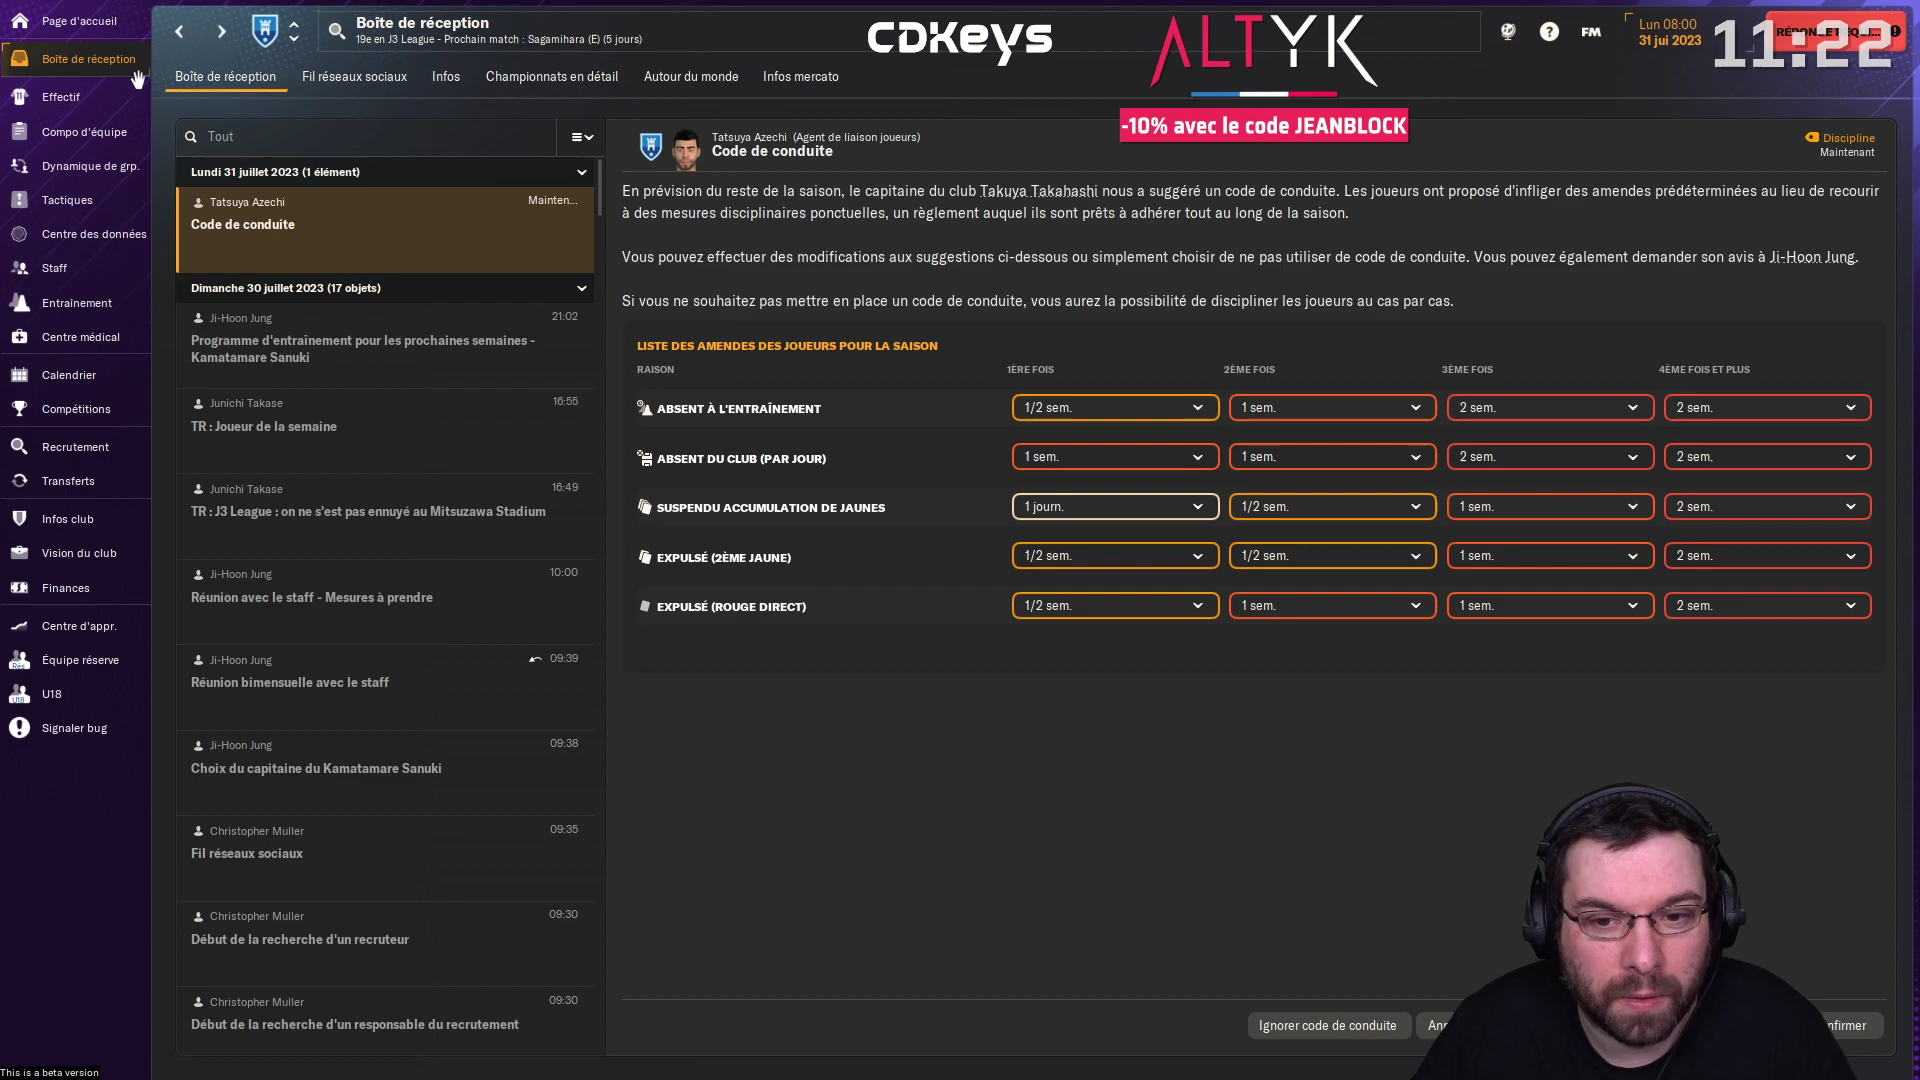 Page d'accueil
Boîte de réception
Effectif
Compo d'équipe
Dynamique de grp.
Tactiques
Centre des données
Staff
Entraînement
Centre médical
Calendrier
Compétitions
Recrutement
Transferts
Infos club
Vision du club
Finances
Centre d'appr.
Équipe réserve
U18
Signaler bug
This is a beta version
Boîte de réception
19e en J3 League - Prochain match : Sagamihara (E) (5 jours)
CDKeys
ALTYK
-10% avec le code JEANBLOCK
FM
Lun 08:00
31 jui 2023
11:22
Boîte de réception
Fil réseaux sociaux
Infos
Championnats en détail
Autour du monde
Infos mercato
Tout
Lundi 31 juillet 2023 (1 élément)
Tatsuya Azechi
Mainten...
Code de conduite
Dimanche 30 juillet 2023 (17 objets)
Ji-Hoon Jung
21:02
Programme d'entraînement pour les prochaines semaines -
Kamatamare Sanuki
Junichi Takase
16:55
TR : Joueur de la semaine
Junichi Takase
16:49
TR : J3 League : on ne s'est pas ennuyé au Mitsuzawa Stadium
Ji-Hoon Jung
10:00
Réunion avec le staff - Mesures à prendre
Ji-Hoon Jung
09:39
Réunion bimensuelle avec le staff
Ji-Hoon Jung
09:38
Choix du capitaine du Kamatamare Sanuki
Christopher Muller
09:35
Fil réseaux sociaux
Christopher Muller
09:30
Début de la recherche d'un recruteur
Christopher Muller
09:30
Début de la recherche d'un responsable du recrutement
Tatsuya Azechi (Agent de liaison joueurs)
Code de conduite
Discipline
Maintenant
En prévision du reste de la saison, le capitaine du club Takuya Takahashi nous a suggéré un code de conduite. Les joueurs ont proposé d'infliger des amendes prédéterminées au lieu de recourir
à des mesures disciplinaires ponctuelles, un règlement auquel ils sont prêts à adhérer tout au long de la saison.
Vous pouvez effectuer des modifications aux suggestions ci-dessous ou simplement choisir de ne pas utiliser de code de conduite. Vous pouvez également demander son avis à Ji-Hoon Jung.
Si vous ne souhaitez pas mettre en place un code de conduite, vous aurez la possibilité de discipliner les joueurs au cas par cas.
LISTE DES AMENDES DES JOUEURS POUR LA SAISON
RAISON 1ÈRE FOIS 2ÈME FOIS 3ÈME FOIS 4ÈME FOIS ET PLUS
ABSENT À L'ENTRAÎNEMENT 1/2 sem. 1 sem. 2 sem. 2 sem.
ABSENT DU CLUB (PAR JOUR) 1 sem. 1 sem. 2 sem. 2 sem.
SUSPENDU ACCUMULATION DE JAUNES 1 journ. 1/2 sem. 1 sem. 2 sem.
EXPULSÉ (2ÈME JAUNE) 1/2 sem. 1/2 sem. 1 sem. 2 sem.
EXPULSÉ (ROUGE DIRECT) 1/2 sem. 1 sem. 1 sem. 2 sem.
Ignorer code de conduite